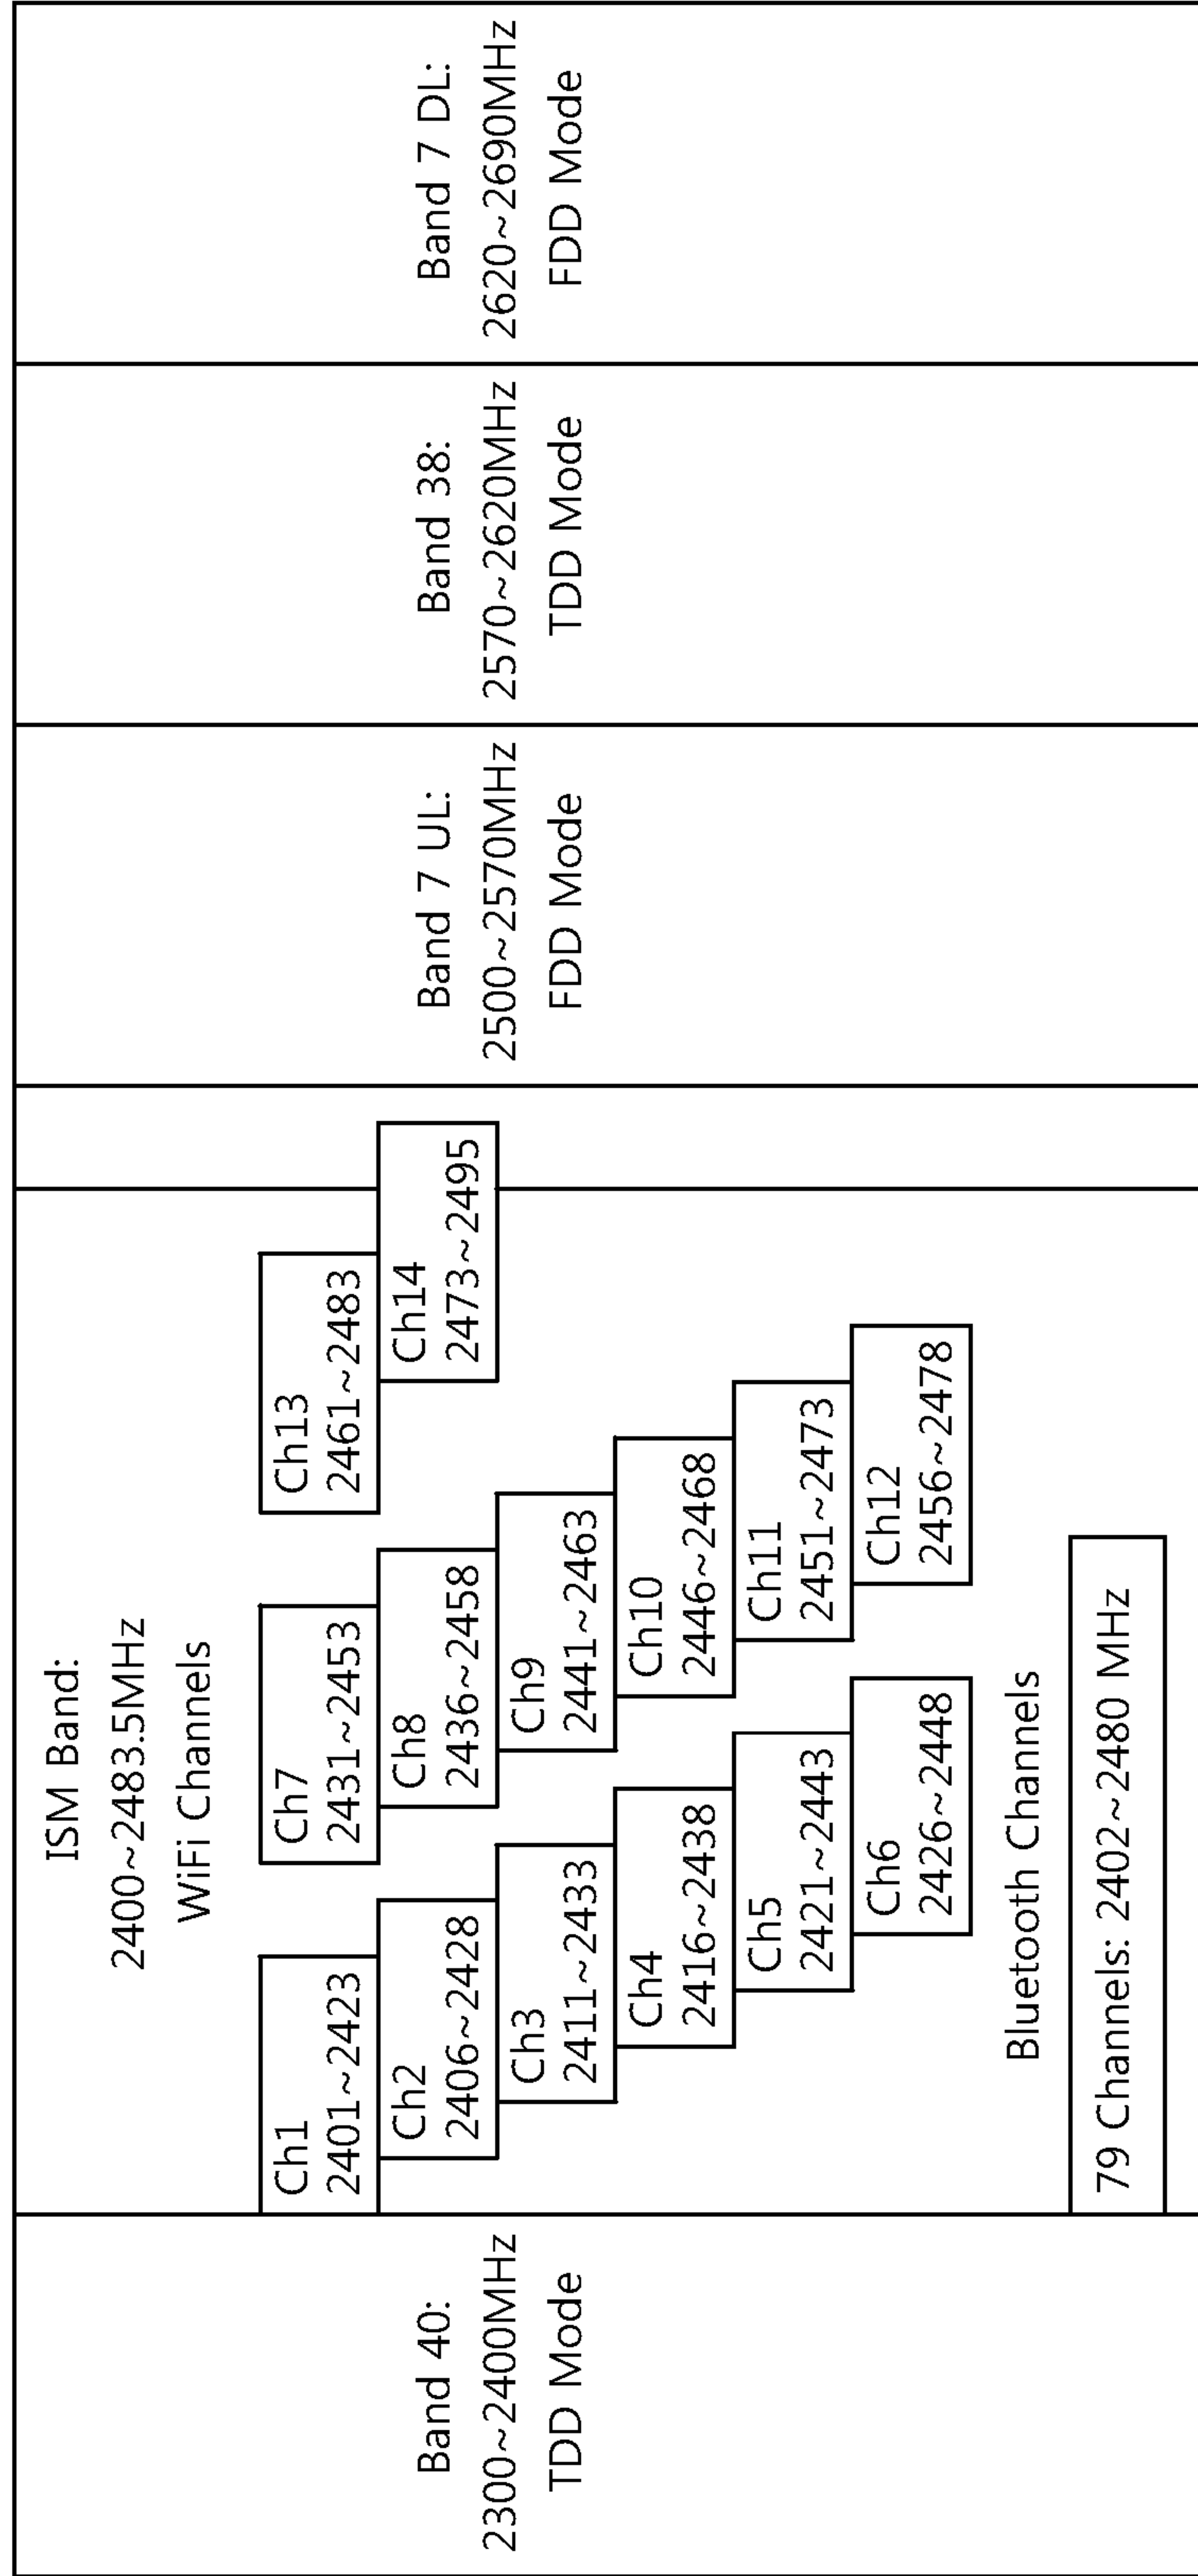 Band 40:
2300~2400MHz
TDD Mode
ISM Band:
2400~2483.5MHz
WiFi Channels
Ch1
2401~2423
Ch7
2431~2453
Ch13
2461~2483
Ch2
2406~2428
Ch8
2436~2458
Ch14
2473~2495
Ch3
2411~2433
Ch9
2441~2463
Ch4
2416~2438
Ch10
2446~2468
Ch5
2421~2443
Ch11
2451~2473
Ch6
2426~2448
Ch12
2456~2478
Bluetooth Channels
79 Channels: 2402~2480 MHz
Band 7 UL:
2500~2570MHz
FDD Mode
Band 38:
2570~2620MHz
TDD Mode
Band 7 DL:
2620~2690MHz
FDD Mode